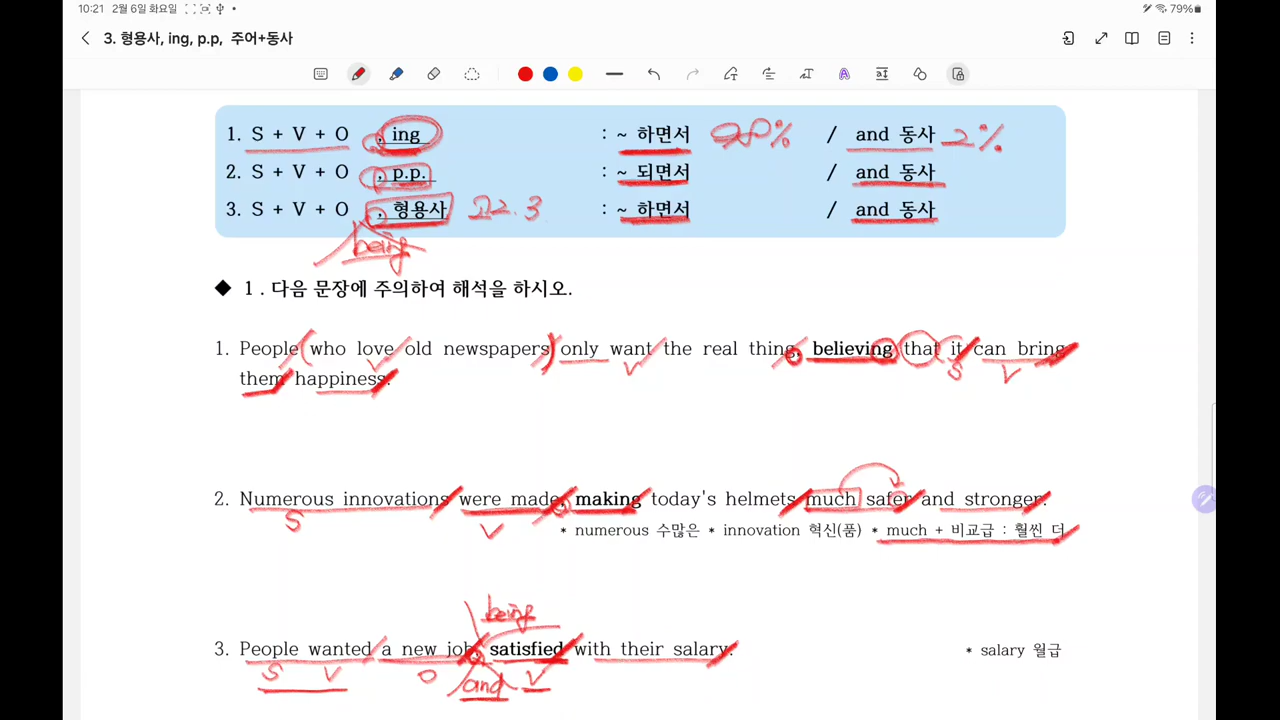 10:21 2월 6일 화요일 79%
3. 형용사, ing, p.p, 주어+동사
1. S + V + O , ing : ~ 하면서 98% / and 동사 2%
2. S + V + O , p.p. : ~ 되면서 / and 동사
3. S + V + O , 형용사 고2.3 : ~ 하면서 / and 동사
being
◆ 1 . 다음 문장에 주의하여 해석을 하시오.
1. People (who love old newspapers) only want the real thing, believing that it can bring
V V S V
them happiness.
2. Numerous innovations were made, making today's helmets much safer and stronger.
S V
* numerous 수많은 * innovation 혁신(품) * much + 비교급 : 훨씬 더
being
3. People wanted a new job, satisfied with their salary. * salary 월급
S V O and V